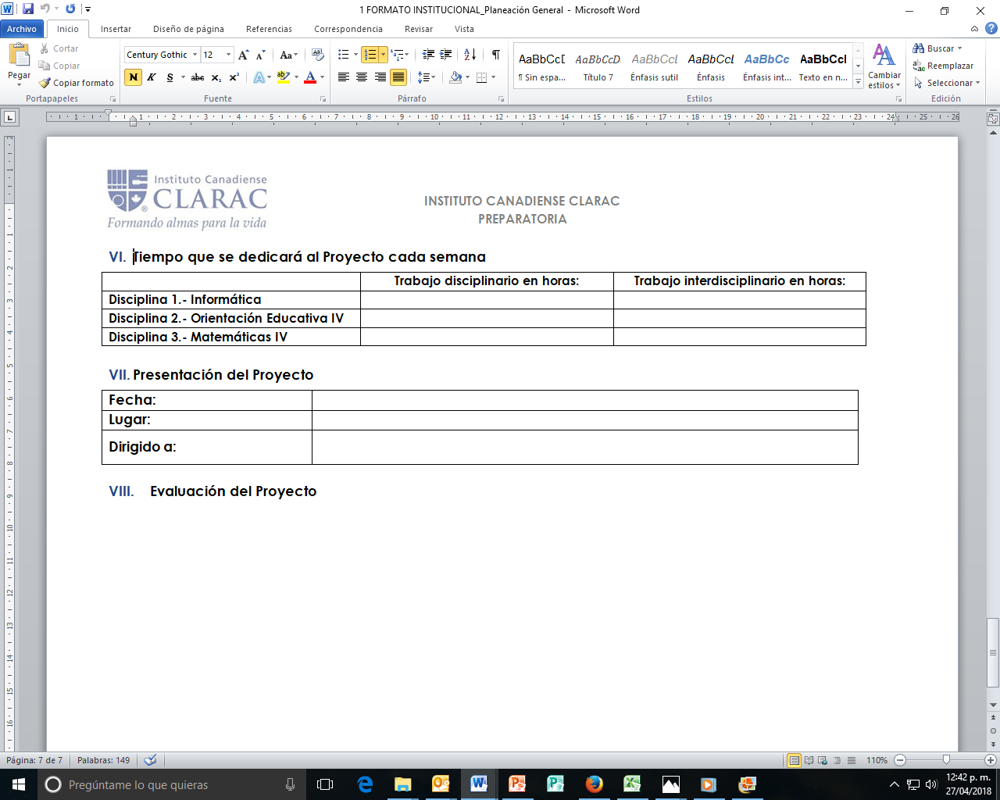 1 FORMATO INSTITUCIONAL_Planeación General - Microsoft Word
Archivo Inicio Insertar Diseño de página Referencias Correspondencia Revisar Vista
Pegar
Cortar
Copiar
Copiar formato
Portapapeles
Century Gothic 12
N K S abc x₂ x²
Fuente
Párrafo
AaBbCcI AaBbCcD AaBbCcL AaBbCcL AaBbCc AaBbCcI
¶ Sin espa... Título 7 Énfasis sutil Énfasis Énfasis int... Texto en n...
Cambiar estilos
Estilos
Buscar
Reemplazar
Seleccionar
Edición
Instituto Canadiense
CLARAC
Formando almas para la vida
INSTITUTO CANADIENSE CLARAC
PREPARATORIA
VI. Tiempo que se dedicará al Proyecto cada semana
Trabajo disciplinario en horas: Trabajo interdisciplinario en horas:
Disciplina 1.- Informática
Disciplina 2.- Orientación Educativa IV
Disciplina 3.- Matemáticas IV
VII. Presentación del Proyecto
Fecha:
Lugar:
Dirigido a:
VIII. Evaluación del Proyecto
Página: 7 de 7 Palabras: 149 110%
Pregúntame lo que quieras
12:42 p. m.
27/04/2018